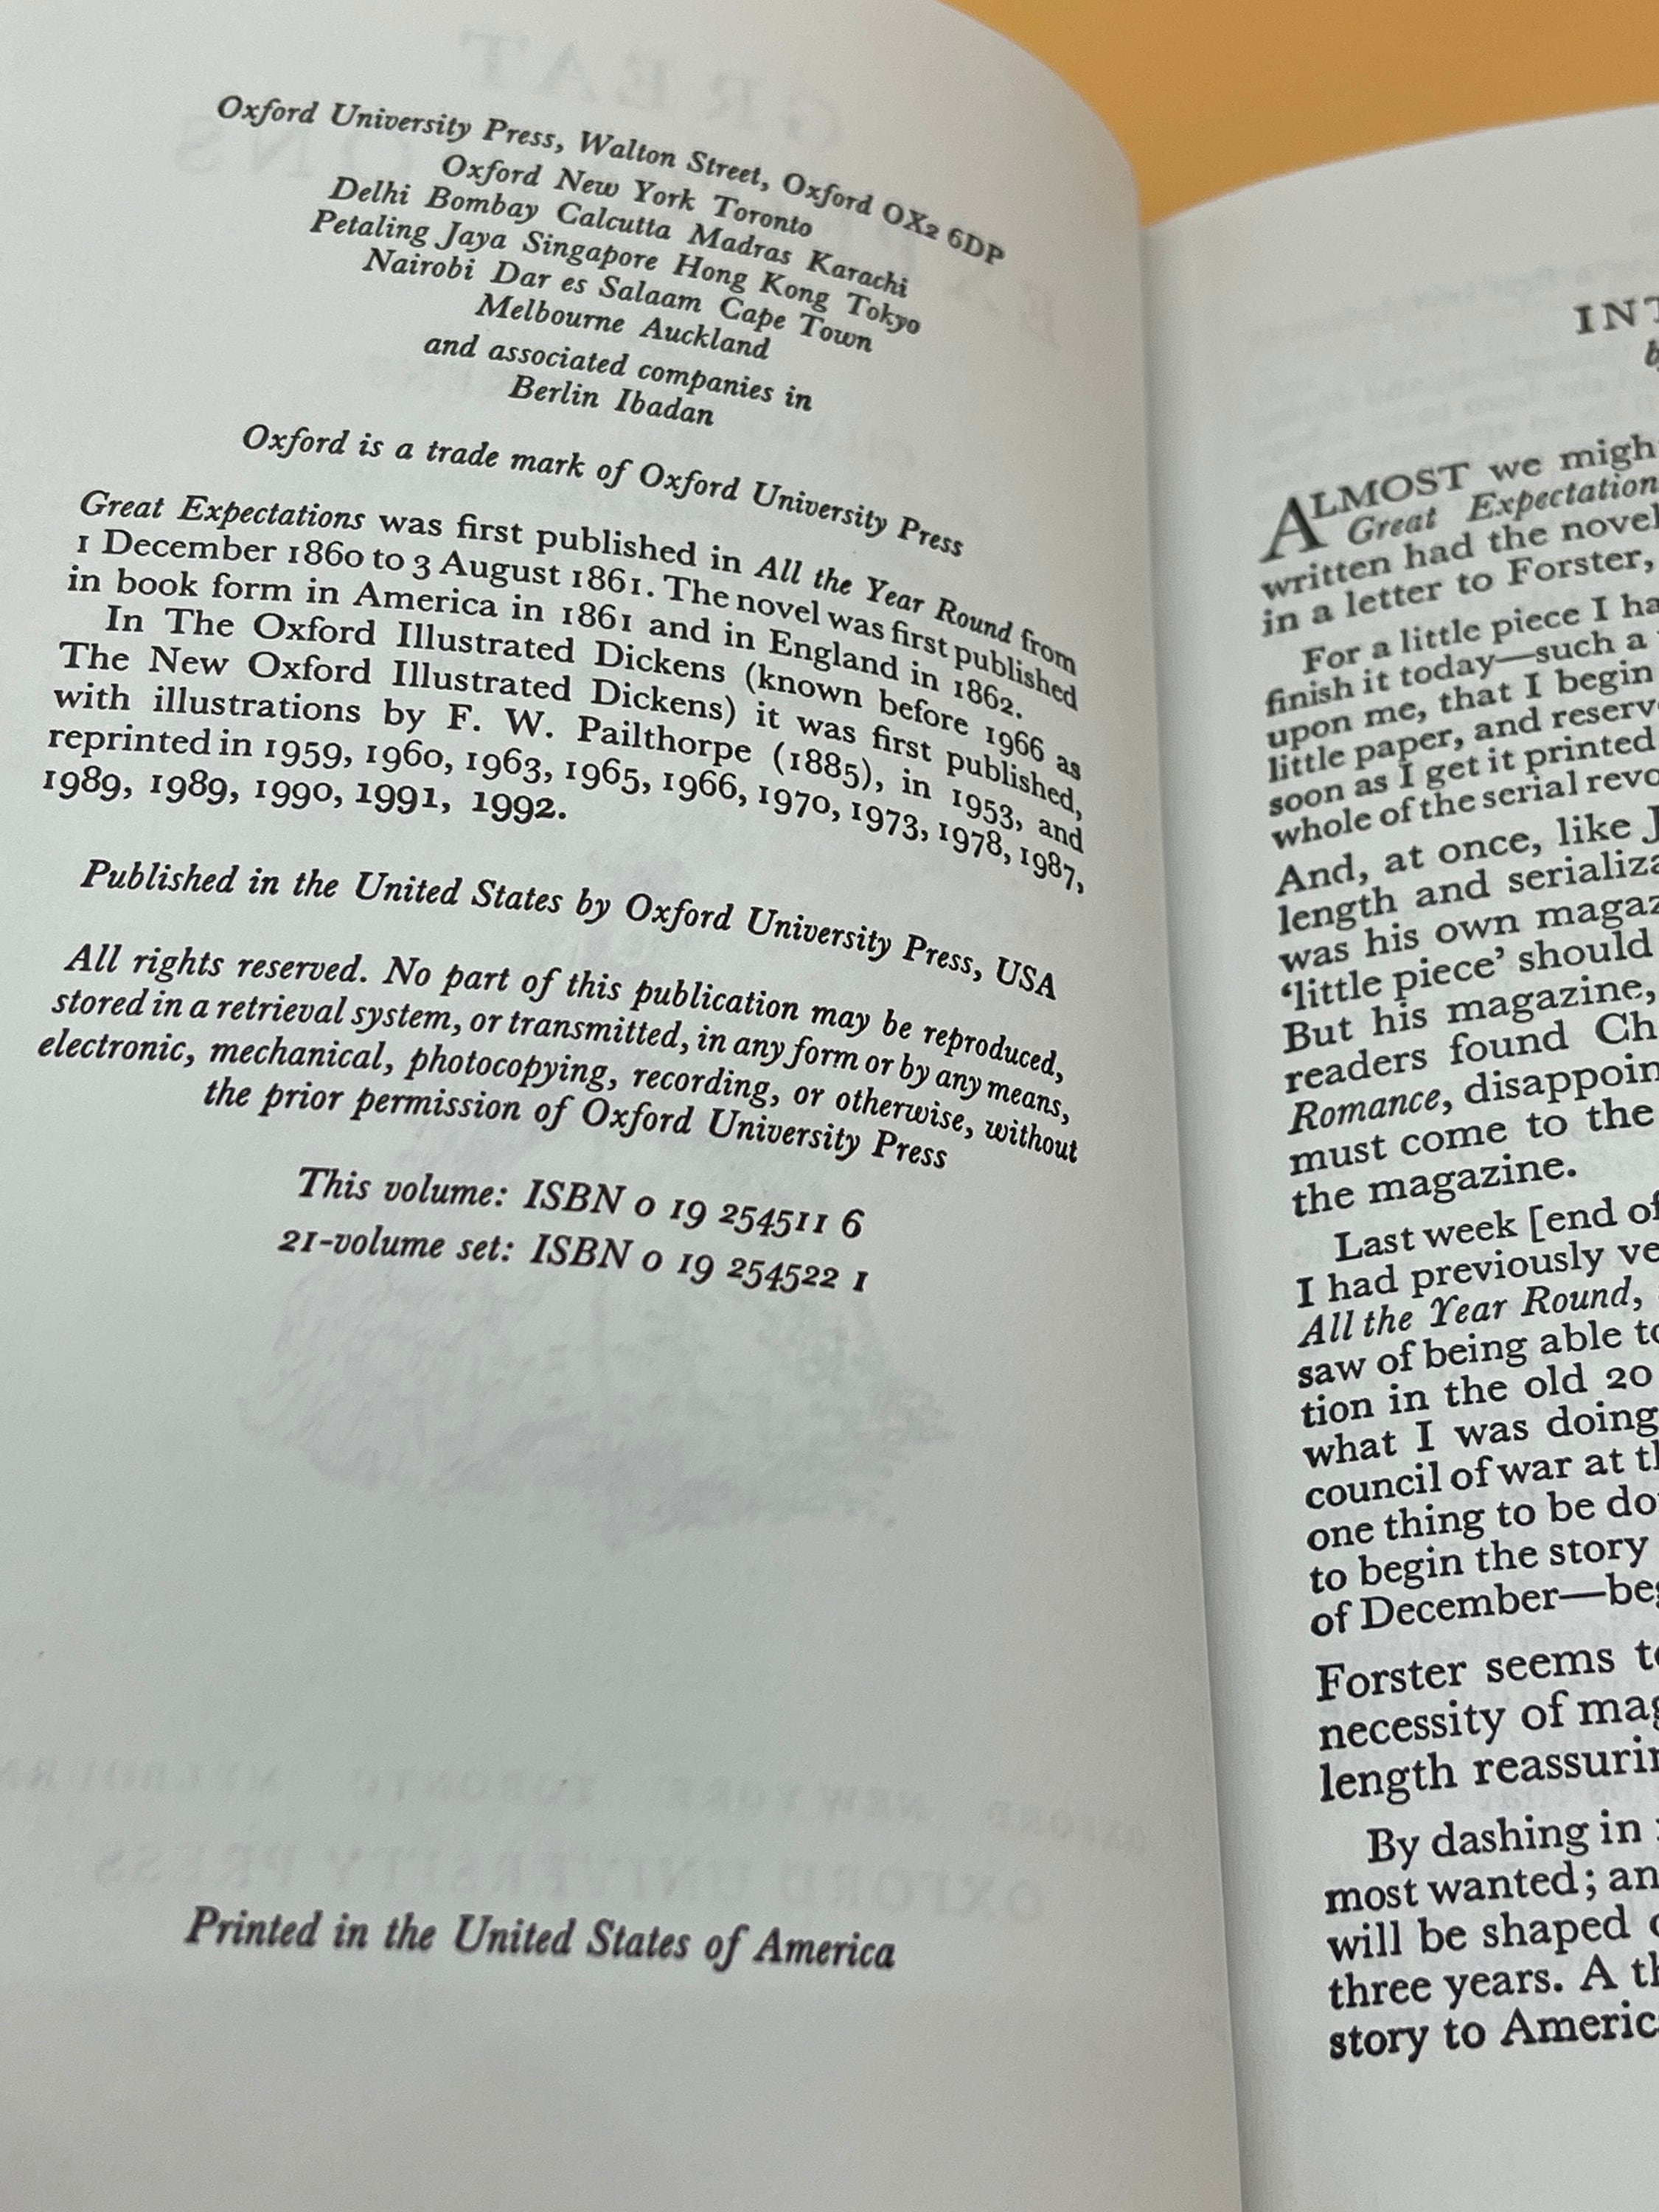 Oxford University Press, Walton Street, Oxford OX2 6DP
Oxford New York Toronto
Delhi Bombay Calcutta Madras Karachi
Petaling Jaya Singapore Hong Kong Tokyo
Nairobi Dar es Salaam Cape Town
Melbourne Auckland
and associated companies in
Berlin Ibadan
Oxford is a trade mark of Oxford University Press
Great Expectations was first published in All the Year Round from
1 December 1860 to 3 August 1861. The novel was first published
in book form in America in 1861 and in England in 1862.
In The Oxford Illustrated Dickens (known before 1966 as
The New Oxford Illustrated Dickens) it was first published,
with illustrations by F. W. Pailthorpe (1885), in 1953, and
reprinted in 1959, 1960, 1963, 1965, 1966, 1970, 1973, 1978, 1987,
1989, 1989, 1990, 1991, 1992.
Published in the United States by Oxford University Press, USA
All rights reserved. No part of this publication may be reproduced,
stored in a retrieval system, or transmitted, in any form or by any means,
electronic, mechanical, photocopying, recording, or otherwise, without
the prior permission of Oxford University Press
This volume: ISBN 0 19 254511 6
21-volume set: ISBN 0 19 254522 1
Printed in the United States of America
INT
b
ALMOST we migh
Great Expectation
written had the novel
in a letter to Forster,
For a little piece I ha
finish it today—such a
upon me, that I begin
little paper, and reserv
soon as I get it printed
whole of the serial revo
And, at once, like J
length and serializa
was his own magaz
'little piece' should
But his magazine,
readers found Ch
Romance, disappoin
must come to the
the magazine.
Last week [end of
I had previously ve
All the Year Round,
saw of being able to
tion in the old 20
what I was doing
council of war at th
one thing to be do
to begin the story
of December—beg
Forster seems to
necessity of mag
length reassurin
By dashing in
most wanted; an
will be shaped
three years. A th
story to Americ